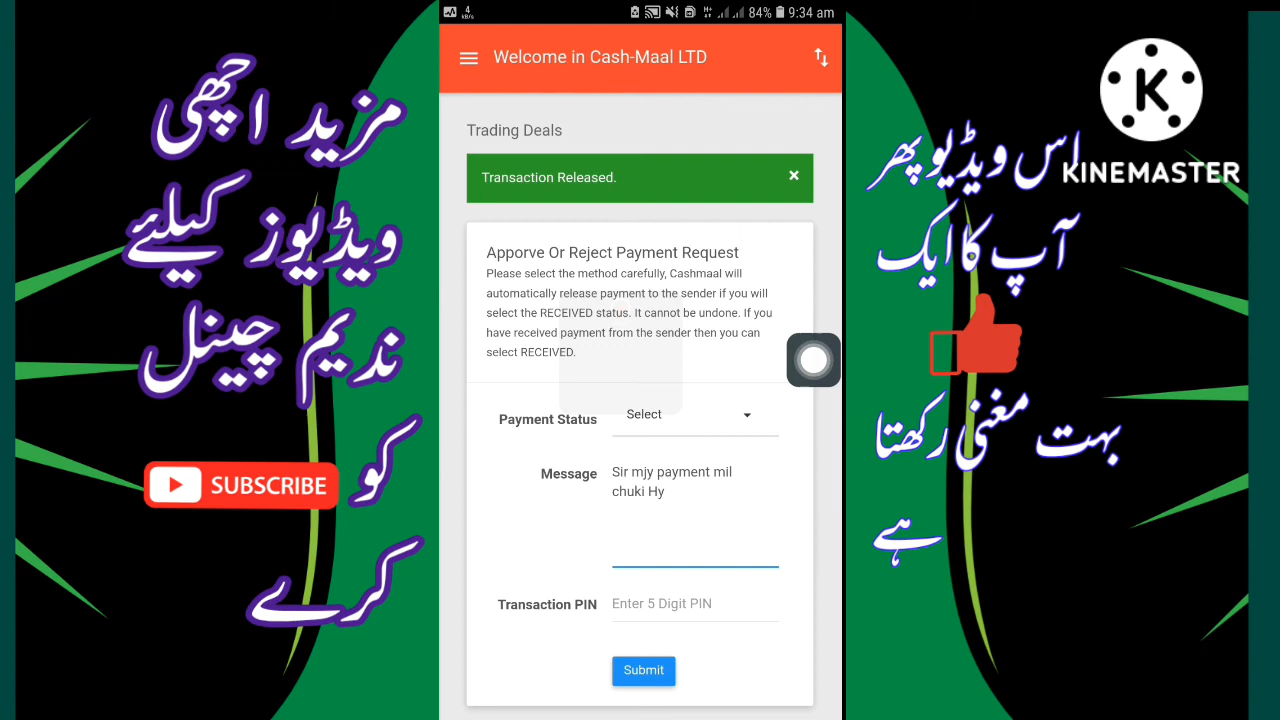 مزید اچھی
ویڈیوز کیلئے
ندیم چینل
کو
SUBSCRIBE
کرے
4
kB/s
84%
9:34 am
Welcome in Cash-Maal LTD
Trading Deals
Transaction Released.
×
Apporve Or Reject Payment Request
Please select the method carefully, Cashmaal will
automatically release payment to the sender if you will
select the RECEIVED status. It cannot be undone. If you
have received payment from the sender then you can
select RECEIVED.
Payment Status
Select
Message
Sir mjy payment mil
chuki Hy
Transaction PIN
Enter 5 Digit PIN
Submit
K
KINEMASTER
اس ویڈیو پھر
آپ کا ایک
بہت مغنی رکھتا
ہے